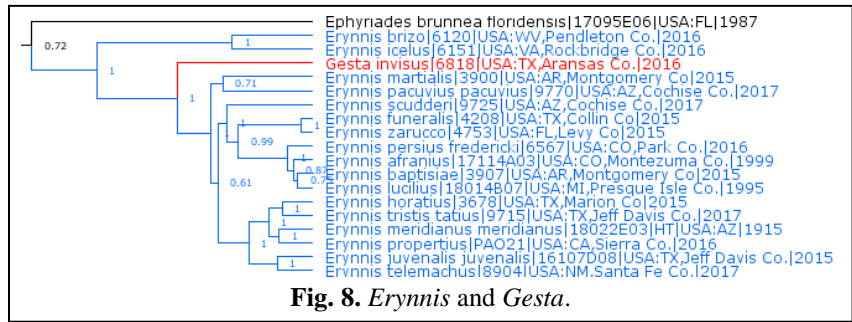 Ephyriades brunnea floridensis|17095E06|USA:FL|1987
0.72
Erynnis brizo|6120|USA:WV,Pendleton Co.|2016
1
Erynnis icelus|6151|USA:VA,Rockbridge Co.|2016
1
Gesta invisus|6818|USA:TX,Aransas Co.|2016
Erynnis martialis|3900|USA:AR,Montgomery Co|2015
0.71
Erynnis pacuvius pacuvius|9770|USA:AZ,Cochise Co.|2017
1
Erynnis scudderi|9725|USA:AZ,Cochise Co.|2017
Erynnis funeralis|4208|USA:TX,Collin Co|2015
1
1
Erynnis zarucco|4753|USA:FL,Levy Co|2015
0.99
Erynnis persius fredericki|6567|USA:CO,Park Co.|2016
1
Erynnis afranius|17114A03|USA:CO,Montezuma Co.|1999
0.87
Erynnis baptisiae|3907|USA:AR,Montgomery Co|2015
0.61
Erynnis lucilius|18014B07|USA:MI,Presque Isle Co.|1995
Erynnis horatius|3678|USA:TX,Marion Co|2015
1
Erynnis tristis tatius|9715|USA:TX,Jeff Davis Co.|2017
1
Erynnis meridianus meridianus|18022E03|HT|USA:AZ|1915
1
1
Erynnis propertius|PAO21|USA:CA,Sierra Co.|2016
Erynnis juvenalis juvenalis|16107D08|USA:TX,Jeff Davis Co.|2015
1
Erynnis telemachus|8904|USA:NM,Santa Fe Co.|2017
Fig. 8. Erynnis and Gesta.